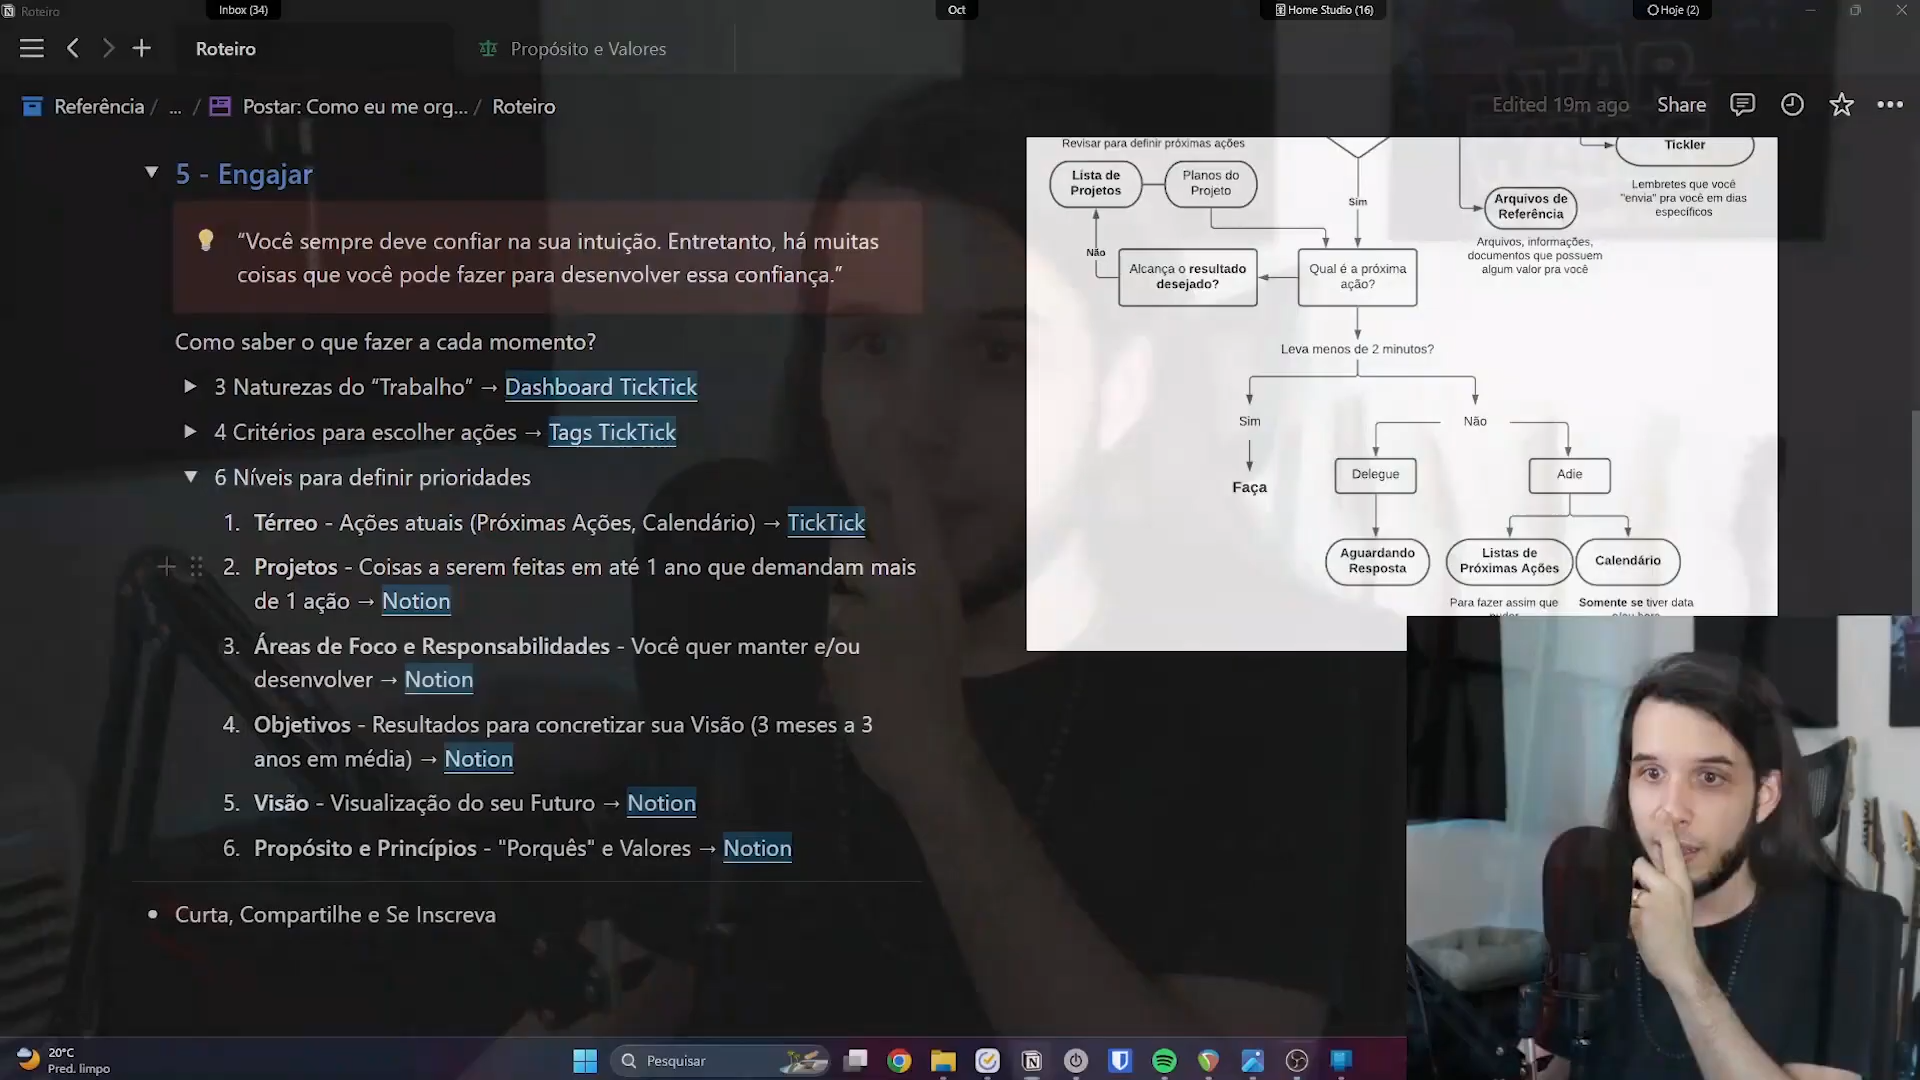 Roteiro
Inbox (34)
Oct
Home Studio (16)
Hoje (2)
Roteiro
Propósito e Valores
Referência / ... / Postar: Como eu me org... / Roteiro
Edited 19m ago
Share
5 - Engajar
“Você sempre deve confiar na sua intuição. Entretanto, há muitas
coisas que você pode fazer para desenvolver essa confiança.”
Como saber o que fazer a cada momento?
3 Naturezas do “Trabalho” → Dashboard TickTick
4 Critérios para escolher ações → Tags TickTick
6 Níveis para definir prioridades
1. Térreo - Ações atuais (Próximas Ações, Calendário) → TickTick
2. Projetos - Coisas a serem feitas em até 1 ano que demandam mais
de 1 ação → Notion
3. Áreas de Foco e Responsabilidades - Você quer manter e/ou
desenvolver → Notion
4. Objetivos - Resultados para concretizar sua Visão (3 meses a 3
anos em média) → Notion
5. Visão - Visualização do seu Futuro → Notion
6. Propósito e Princípios - "Porquês" e Valores → Notion
• Curta, Compartilhe e Se Inscreva
Revisar para definir próximas ações
Lista de
Projetos
Planos do
Projeto
Sim
Tickler
Lembretes que você
"envia" pra você em dias
específicos
Arquivos de
Referência
Arquivos, informações,
documentos que possuem
algum valor pra você
Não
Alcança o resultado
desejado?
Qual é a próxima
ação?
Leva menos de 2 minutos?
Sim
Não
Faça
Delegue
Adie
Aguardando
Resposta
Listas de
Próximas Ações
Calendário
Para fazer assim que
Somente se tiver data
20°C
Pred. limpo
Pesquisar